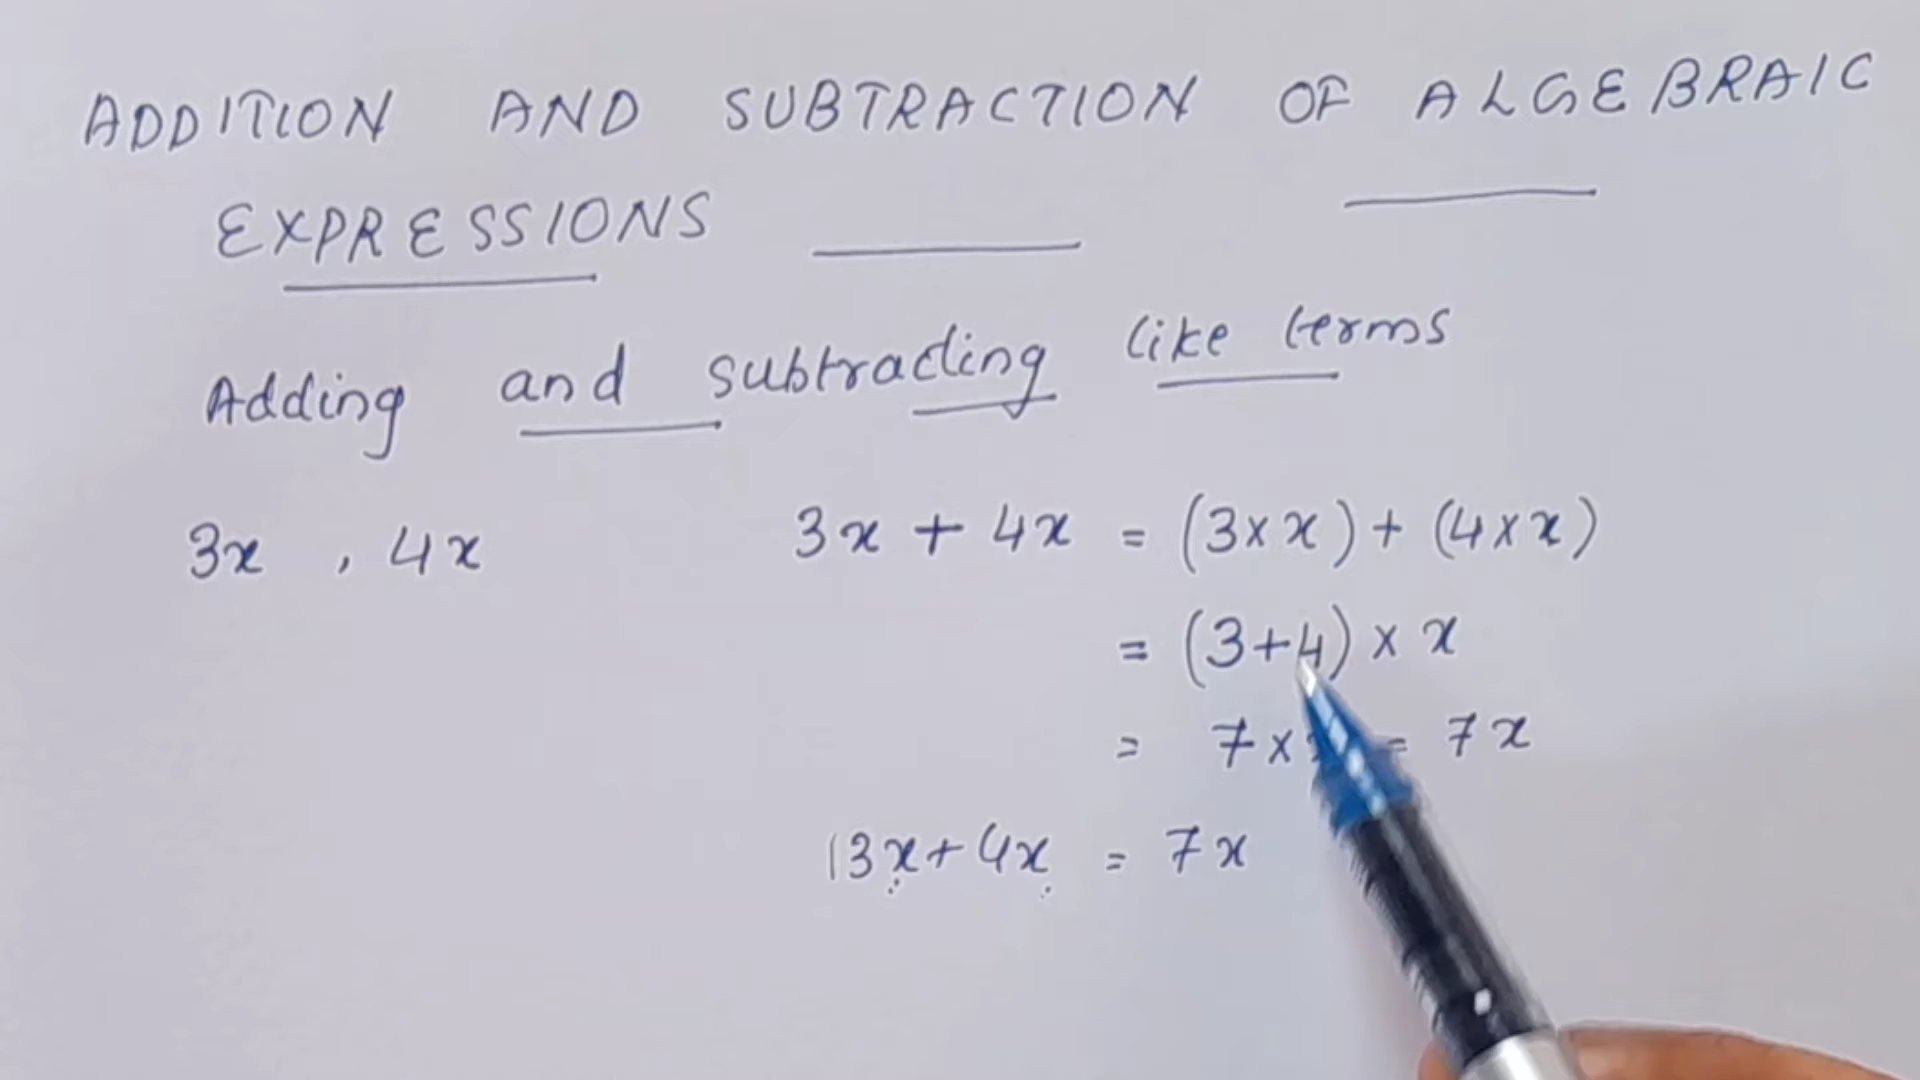 ADDITION AND SUBTRACTION OF ALGEBRAIC
EXPRESSIONS
Adding and subtracting like terms
3x , 4x
3x + 4x = (3×x) + (4×x)
= (3+4) × x
= 7× = 7x
3x+4x = 7x